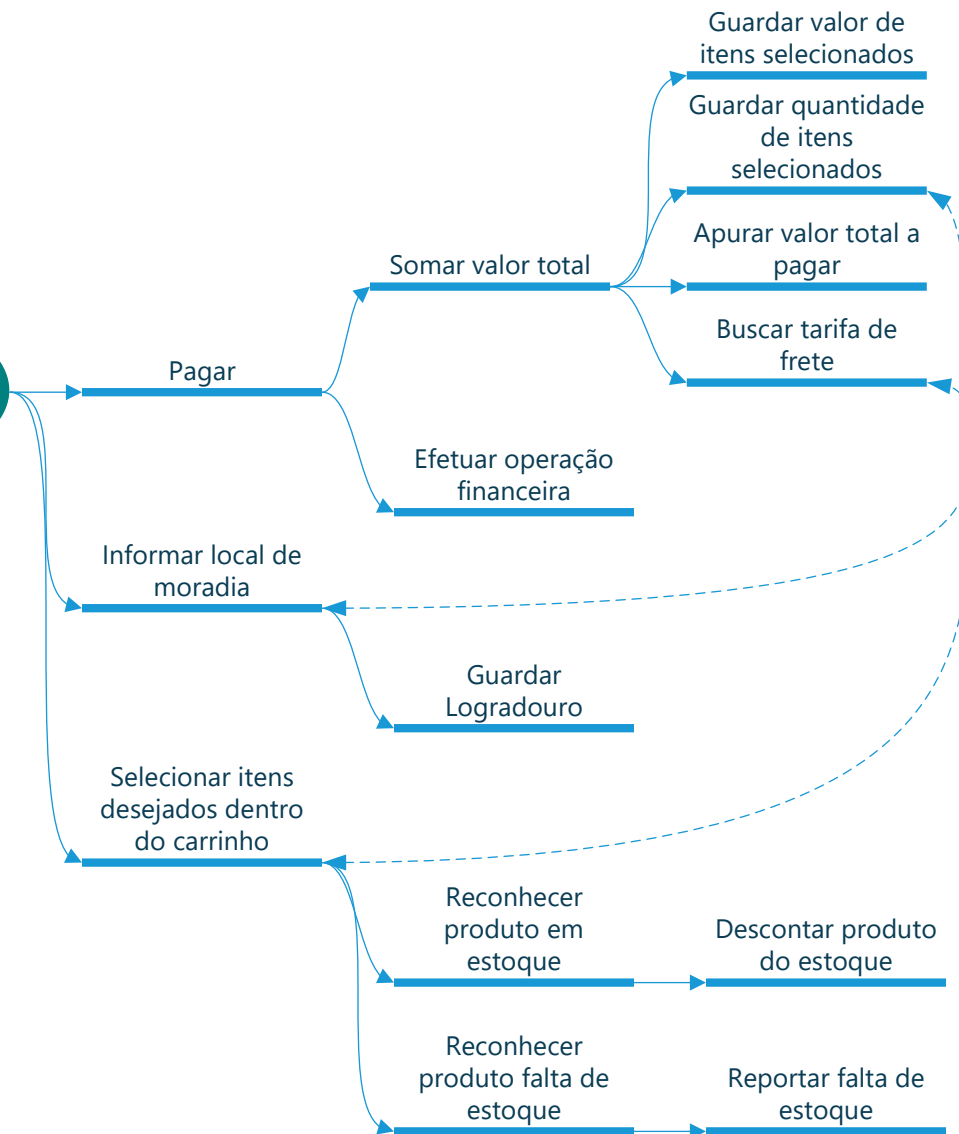 Guardar valor de
itens selecionados
Guardar quantidade
de itens
selecionados
Apurar valor total a
pagar
Somar valor total
Buscar tarifa de
frete
Pagar
Efetuar operação
financeira
Informar local de
moradia
Guardar
Logradouro
Selecionar itens
desejados dentro
do carrinho
Reconhecer
produto em
estoque
Descontar produto
do estoque
Reconhecer
produto falta de
estoque
Reportar falta de
estoque